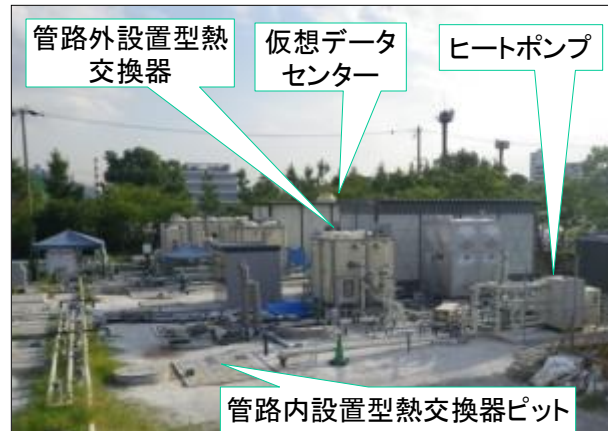 管路外設置型熱
交換器
仮想データ
センター
ヒートポンプ
管路内設置型熱交換器ピット